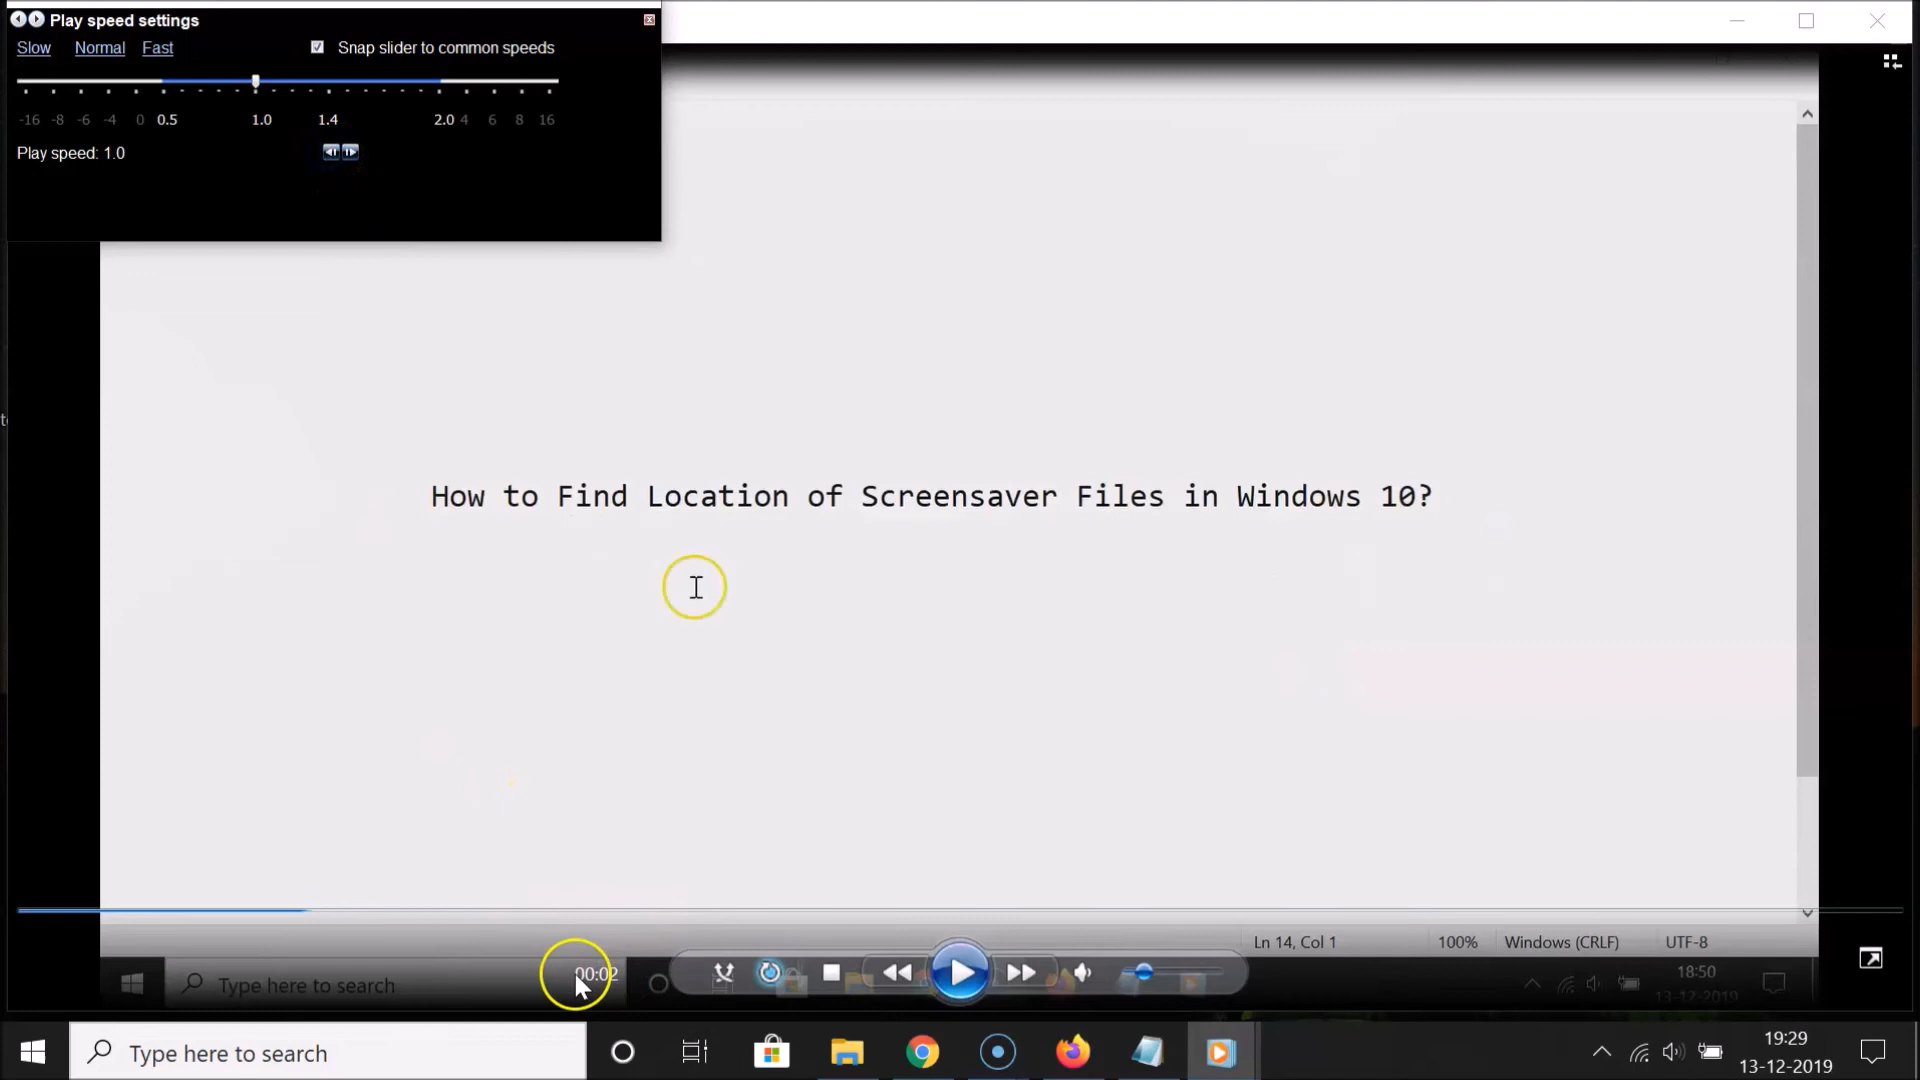 Play speed settings
Slow Normal Fast Snap slider to common speeds
-16 -8 -6 -4 0 0.5 1.0 1.4 2.0 4 6 8 16
Play speed: 1.0
How to Find Location of Screensaver Files in Windows 10?
Ln 14, Col 1 100% Windows (CRLF) UTF-8
00:02
Type here to search 18:50
13-12-2019
Type here to search 19:29
13-12-2019